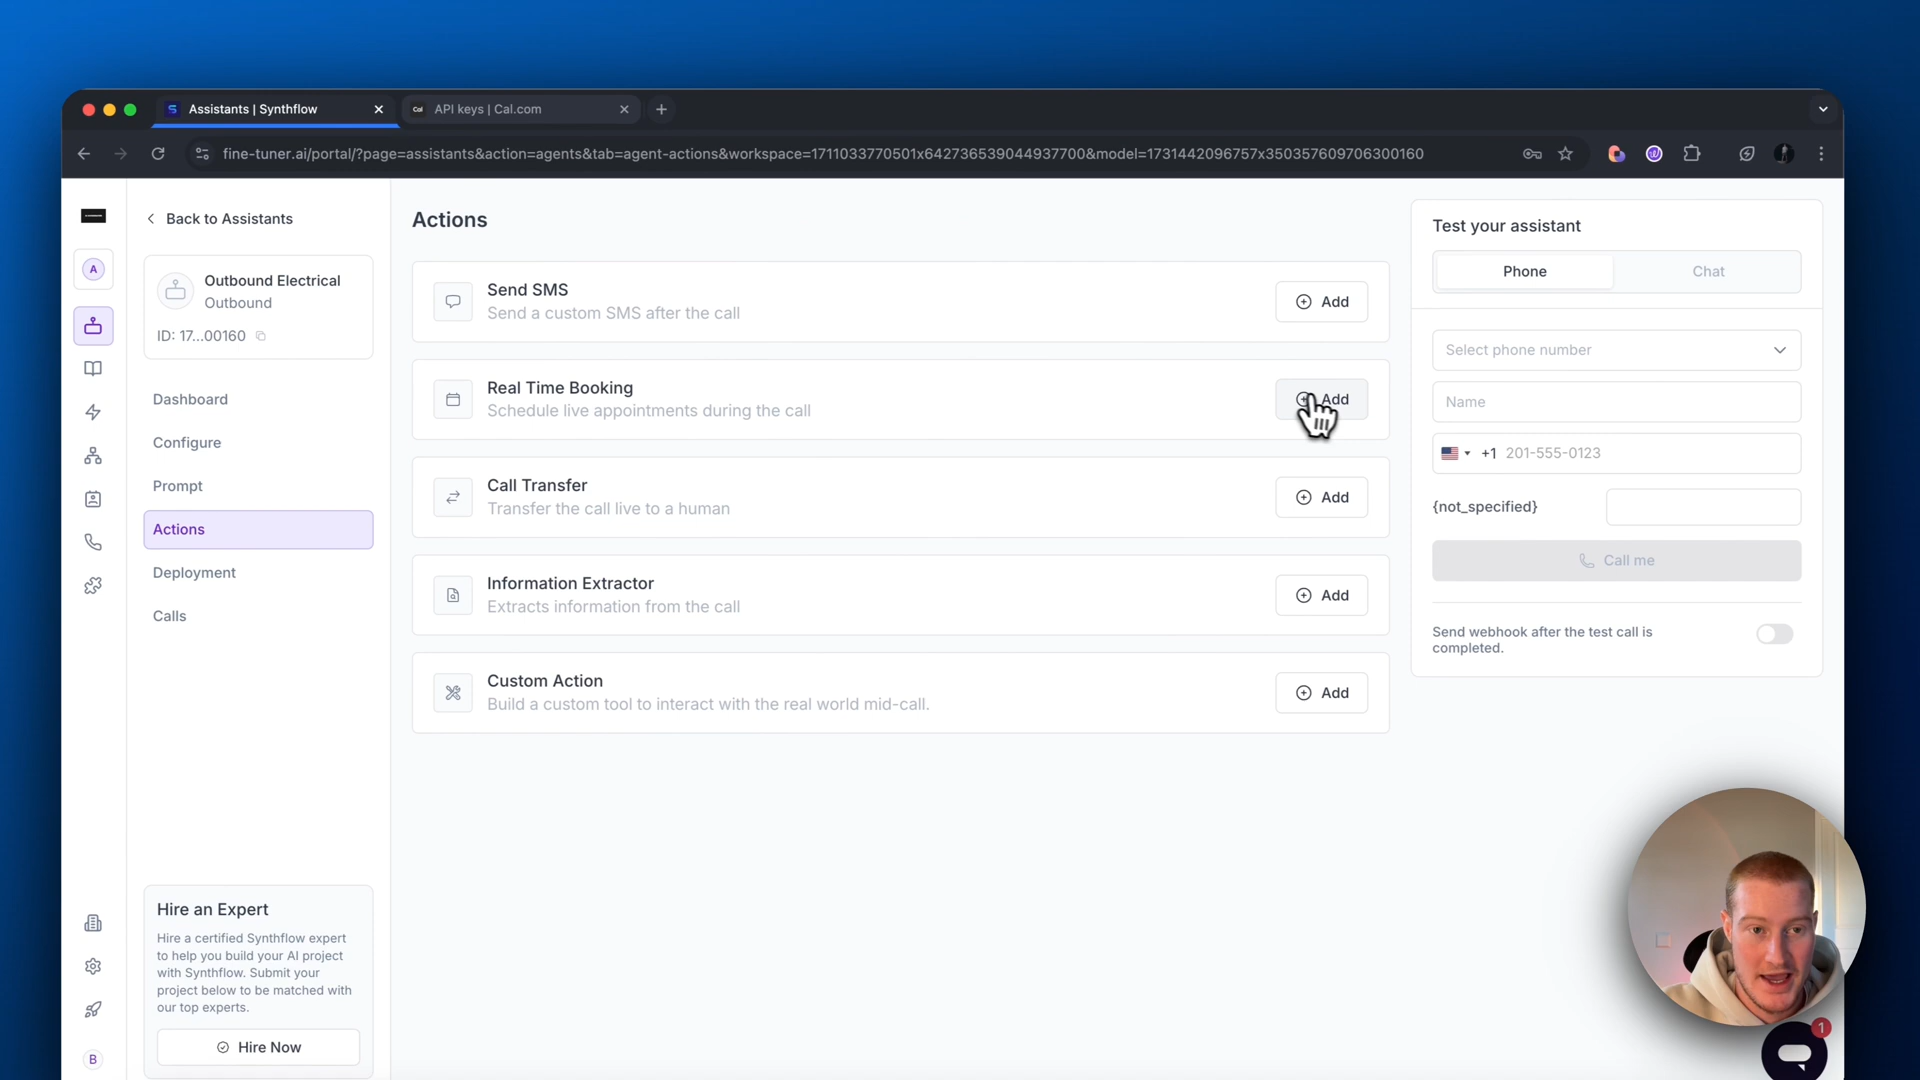 Assistants | Synthflow
Cal
API keys | Cal.com
fine-tuner.ai/portal/?page=assistants&action=agents&tab=agent-actions&workspace=1711033770501x642736539044937700&model=1731442096757x350357609706300160
A
Back to Assistants
Outbound Electrical
Outbound
ID: 17...00160
Dashboard
Configure
Prompt
Actions
Deployment
Calls
Hire an Expert
Hire a certified Synthflow expert
to help you build your AI project
with Synthflow. Submit your
project below to be matched with
our top experts.
Hire Now
B
Actions
Send SMS
Send a custom SMS after the call
Add
Real Time Booking
Schedule live appointments during the call
Add
Call Transfer
Transfer the call live to a human
Add
Information Extractor
Extracts information from the call
Add
Custom Action
Build a custom tool to interact with the real world mid-call.
Add
Test your assistant
Phone
Chat
Select phone number
Name
+1 201-555-0123
{not_specified}
Call me
Send webhook after the test call is
completed.
1